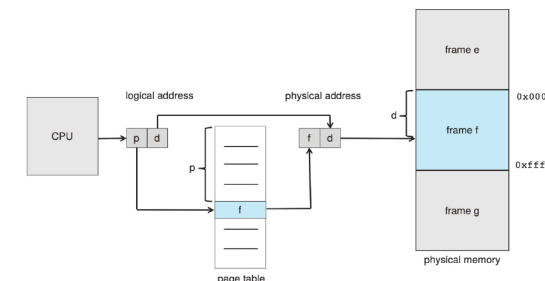 frame e
logical address
physical address
0x000
d
CPU
p d
f d
frame f
p
0xfff
f
frame g
physical memory
page table